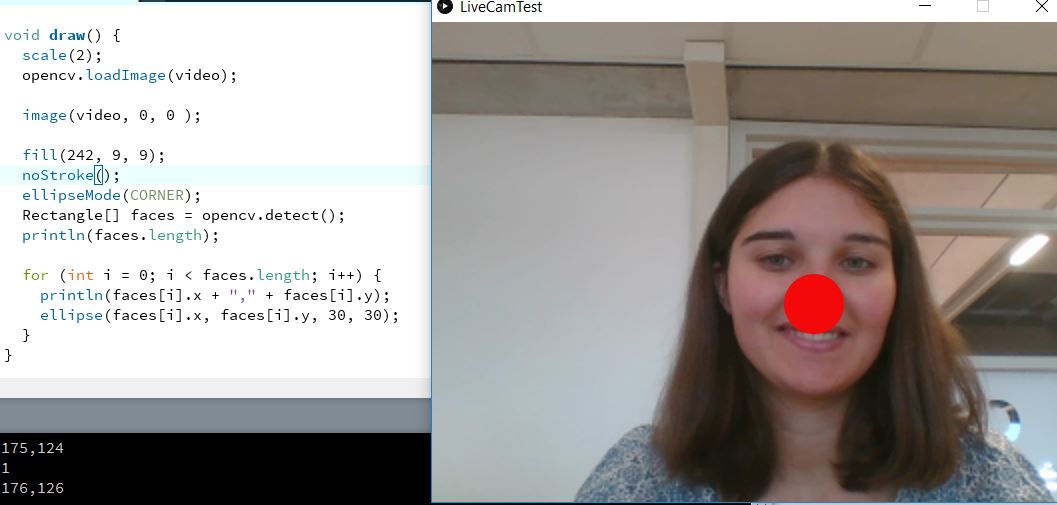 LiveCamTest
void draw() {
scale(2);
opencv.loadImage(video);
image(video, 0, 0 );
fill(242, 9, 9);
noStroke();
ellipseMode(CORNER);
Rectangle[] faces = opencv.detect();
println(faces.length);
for (int i = 0; i < faces.length; i++) {
println(faces[i].x + "," + faces[i].y);
ellipse(faces[i].x, faces[i].y, 30, 30);
}
}
175,124
1
176,126